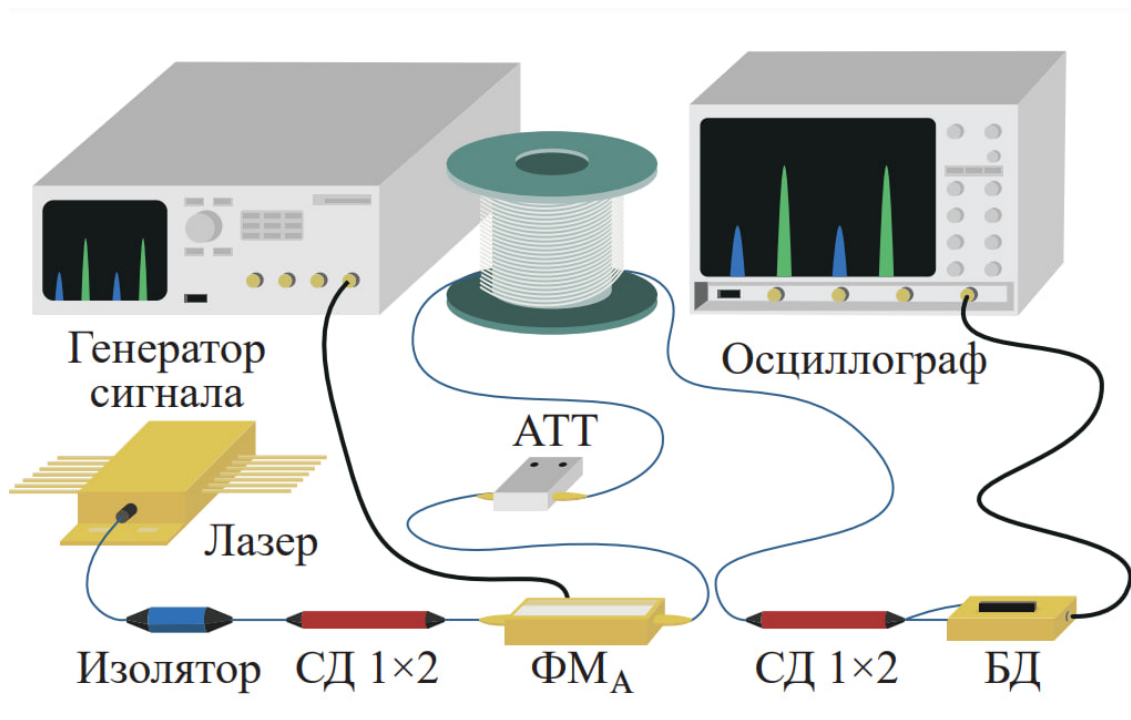 Генератор
сигнала
Осциллограф
АТТ
Лазер
Изолятор
СД 1×2
ФМА
СД 1×2
БД